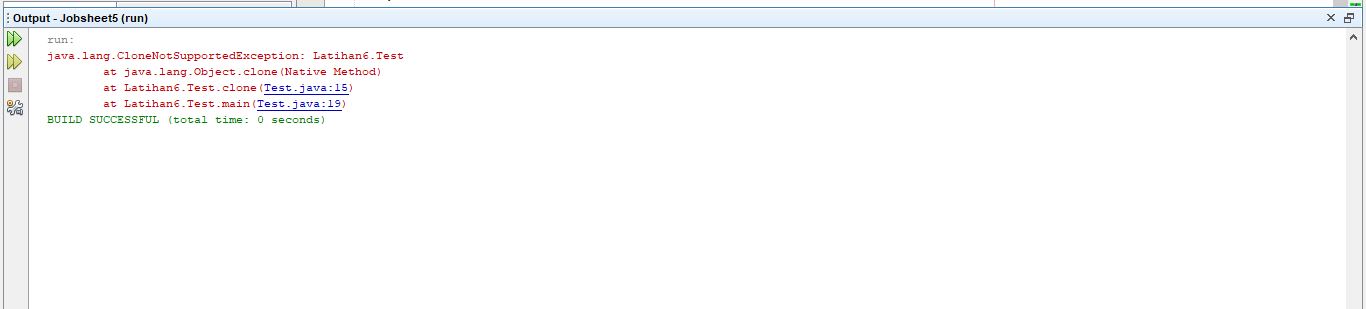 Output - Jobsheet5 (run)
run:
java.lang.CloneNotSupportedException: Latihan6.Test
at java.lang.Object.clone(Native Method)
at Latihan6.Test.clone(Test.java:15)
at Latihan6.Test.main(Test.java:19)
BUILD SUCCESSFUL (total time: 0 seconds)